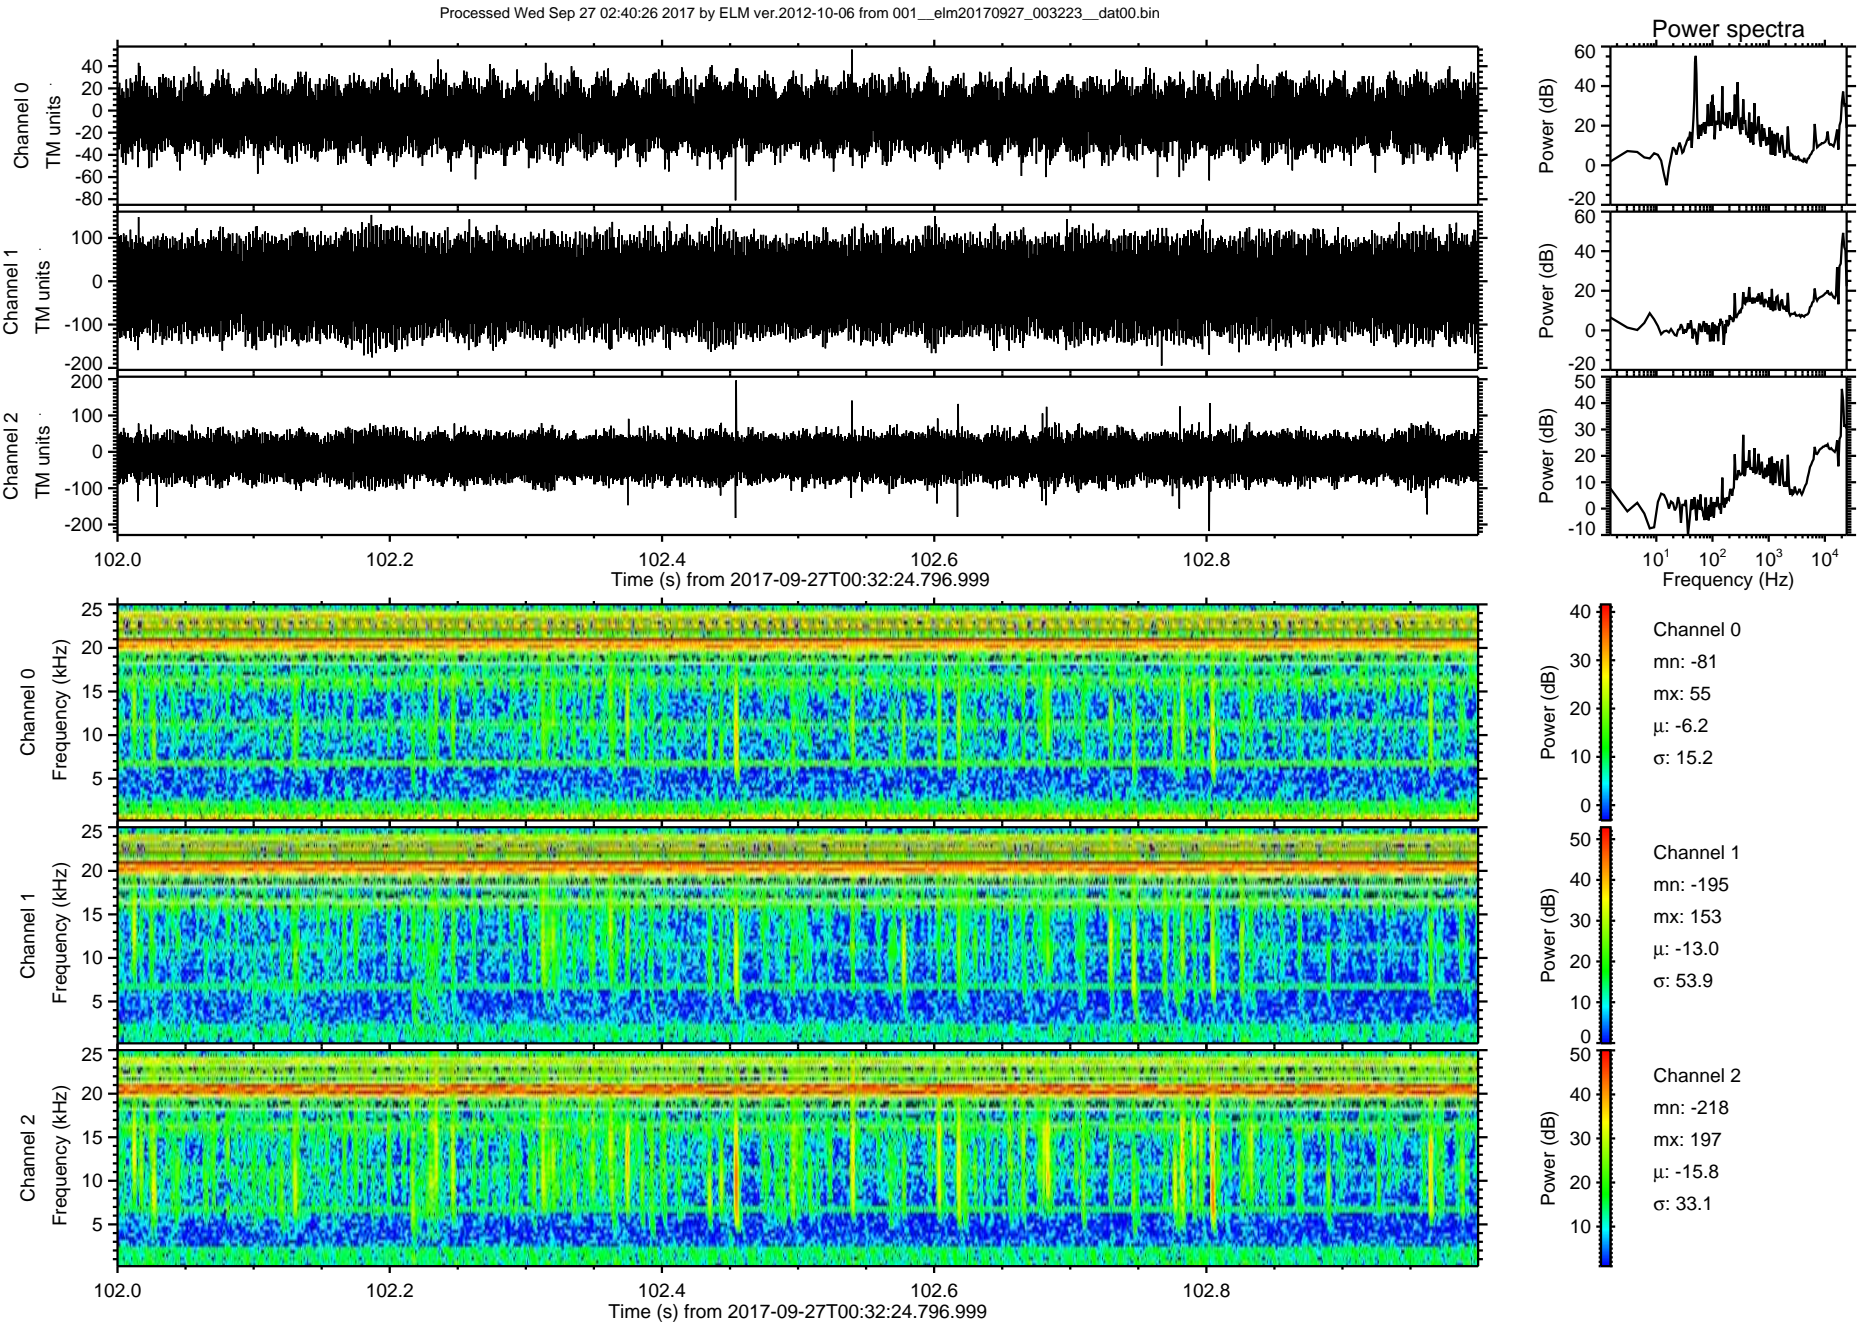 Processed Wed Sep 27 02:40:26 2017 by ELM ver.2012-10-06 from 001__elm20170927_003223__dat00.bin
Power spectra
Channel 0
TM units
40
20
0
-20
-40
-60
-80
Power (dB)
60
40
20
0
-20
Channel 1
TM units
100
0
-100
-200
Power (dB)
60
40
20
0
-20
Channel 2
TM units
200
100
0
-100
-200
Power (dB)
50
40
30
20
10
0
-10
102.0 102.2 102.4 102.6 102.8
Time (s) from 2017-09-27T00:32:24.796.999
10¹ 10² 10³ 10⁴
Frequency (Hz)
Channel 0
Frequency (kHz)
25
20
15
10
5
Power (dB)
40
30
20
10
0
Channel 0
mn: -81
mx: 55
μ: -6.2
σ: 15.2
Channel 1
Frequency (kHz)
25
20
15
10
5
Power (dB)
50
40
30
20
10
0
Channel 1
mn: -195
mx: 153
μ: -13.0
σ: 53.9
Channel 2
Frequency (kHz)
25
20
15
10
5
Power (dB)
50
40
30
20
10
Channel 2
mn: -218
mx: 197
μ: -15.8
σ: 33.1
102.0 102.2 102.4 102.6 102.8
Time (s) from 2017-09-27T00:32:24.796.999